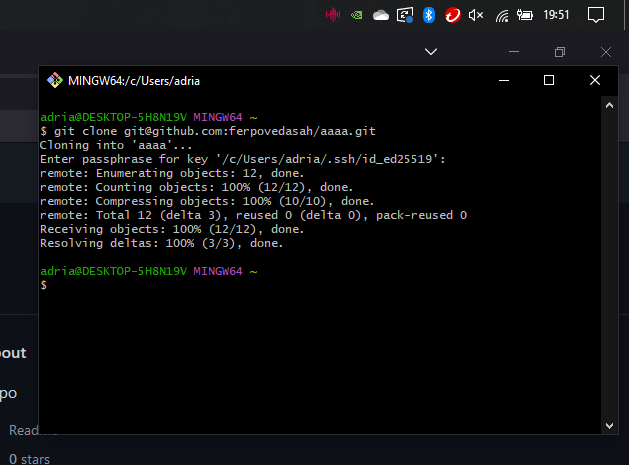 19:51
MINGW64:/c/Users/adria
adria@DESKTOP-5H8N19V MINGW64 ~
$ git clone git@github.com:ferpovedasah/aaaa.git
Cloning into 'aaaa'...
Enter passphrase for key '/c/Users/adria/.ssh/id_ed25519':
remote: Enumerating objects: 12, done.
remote: Counting objects: 100% (12/12), done.
remote: Compressing objects: 100% (10/10), done.
remote: Total 12 (delta 3), reused 0 (delta 0), pack-reused 0
Receiving objects: 100% (12/12), done.
Resolving deltas: 100% (3/3), done.
adria@DESKTOP-5H8N19V MINGW64 ~
$
out
po
Read
0 stars